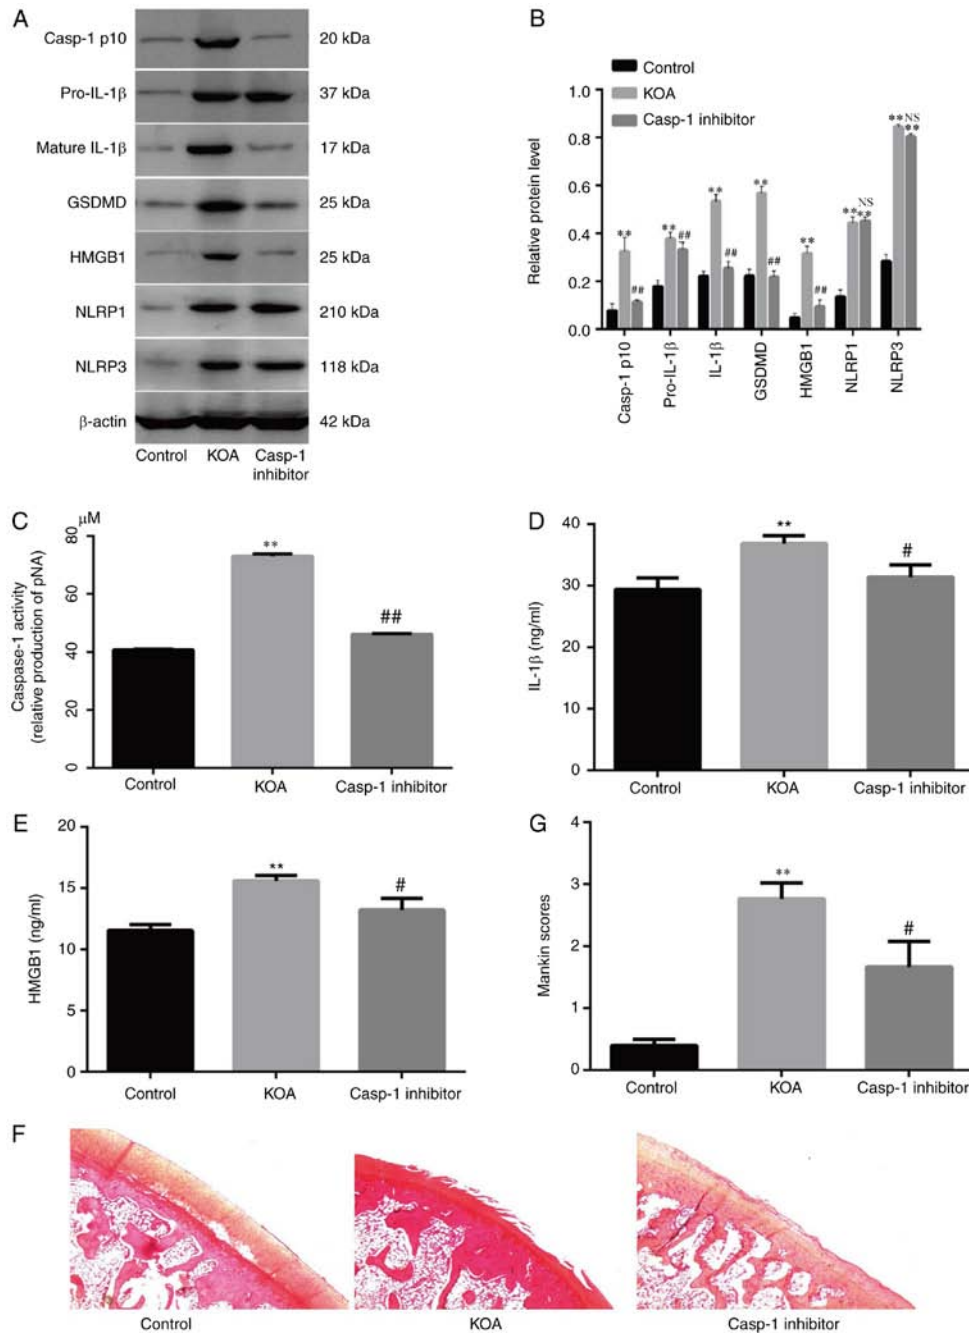 A
Casp-1 p10 20 kDa
Pro-IL-1β 37 kDa
Mature IL-1β 17 kDa
GSDMD 25 kDa
HMGB1 25 kDa
NLRP1 210 kDa
NLRP3 118 kDa
β-actin 42 kDa
Control KOA Casp-1
inhibitor
B
Control
KOA
Casp-1 inhibitor
Relative protein level
1.0
0.8
0.6
0.4
0.2
0.0
** ## ** ## ** ## ** ## ** ## ** NS ** ** NS **
Casp-1 p10
Pro-IL-1β
IL-1β
GSDMD
HMGB1
NLRP1
NLRP3
C
μM
Caspase-1 activity
(relative production of pNA)
80
60
40
20
0
**
##
Control KOA Casp-1 inhibitor
D
IL-1β (ng/ml)
40
30
20
10
0
**
#
Control KOA Casp-1 inhibitor
E
HMGB1 (ng/ml)
20
15
10
5
0
**
#
Control KOA Casp-1 inhibitor
G
Mankin scores
4
3
2
1
0
**
#
Control KOA Casp-1 inhibitor
F
Control KOA Casp-1 inhibitor